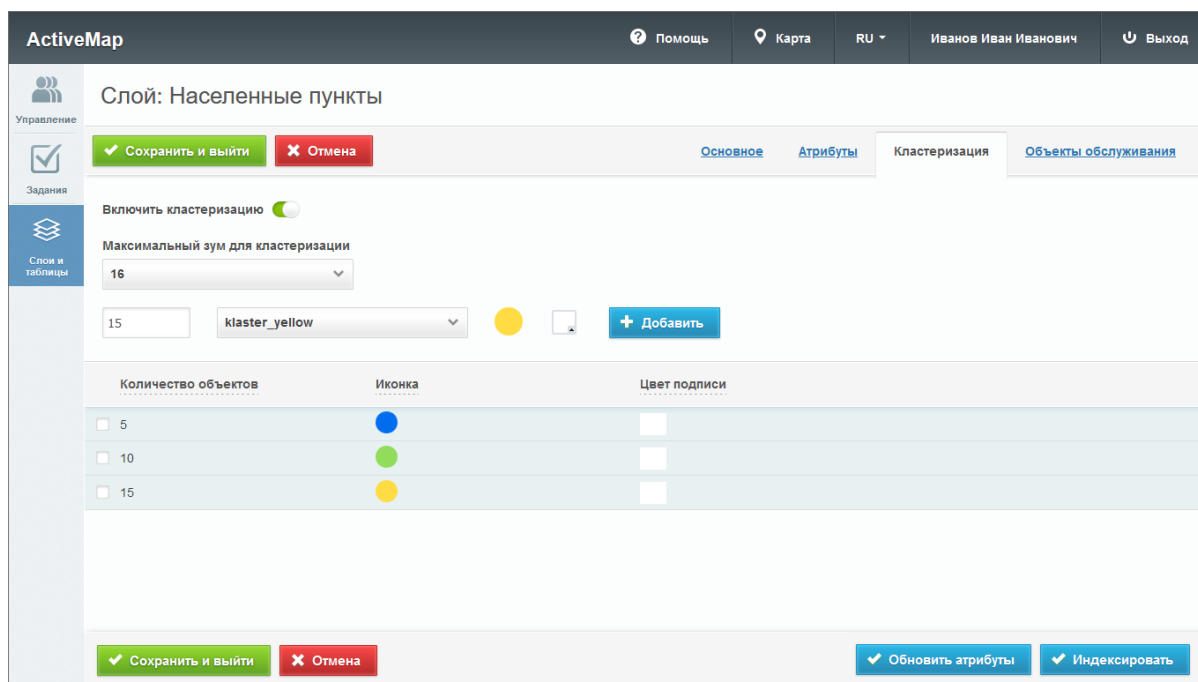 ActiveMap
Помощь
Карта
RU
Иванов Иван Иванович
Выход
Управление
Задания
Слои и
таблицы
Слой: Населенные пункты
Сохранить и выйти
Отмена
Основное
Атрибуты
Кластеризация
Объекты обслуживания
Включить кластеризацию
Максимальный зум для кластеризации
16
15
klaster_yellow
Добавить
Количество объектов
Иконка
Цвет подписи
5
10
15
Сохранить и выйти
Отмена
Обновить атрибуты
Индексировать